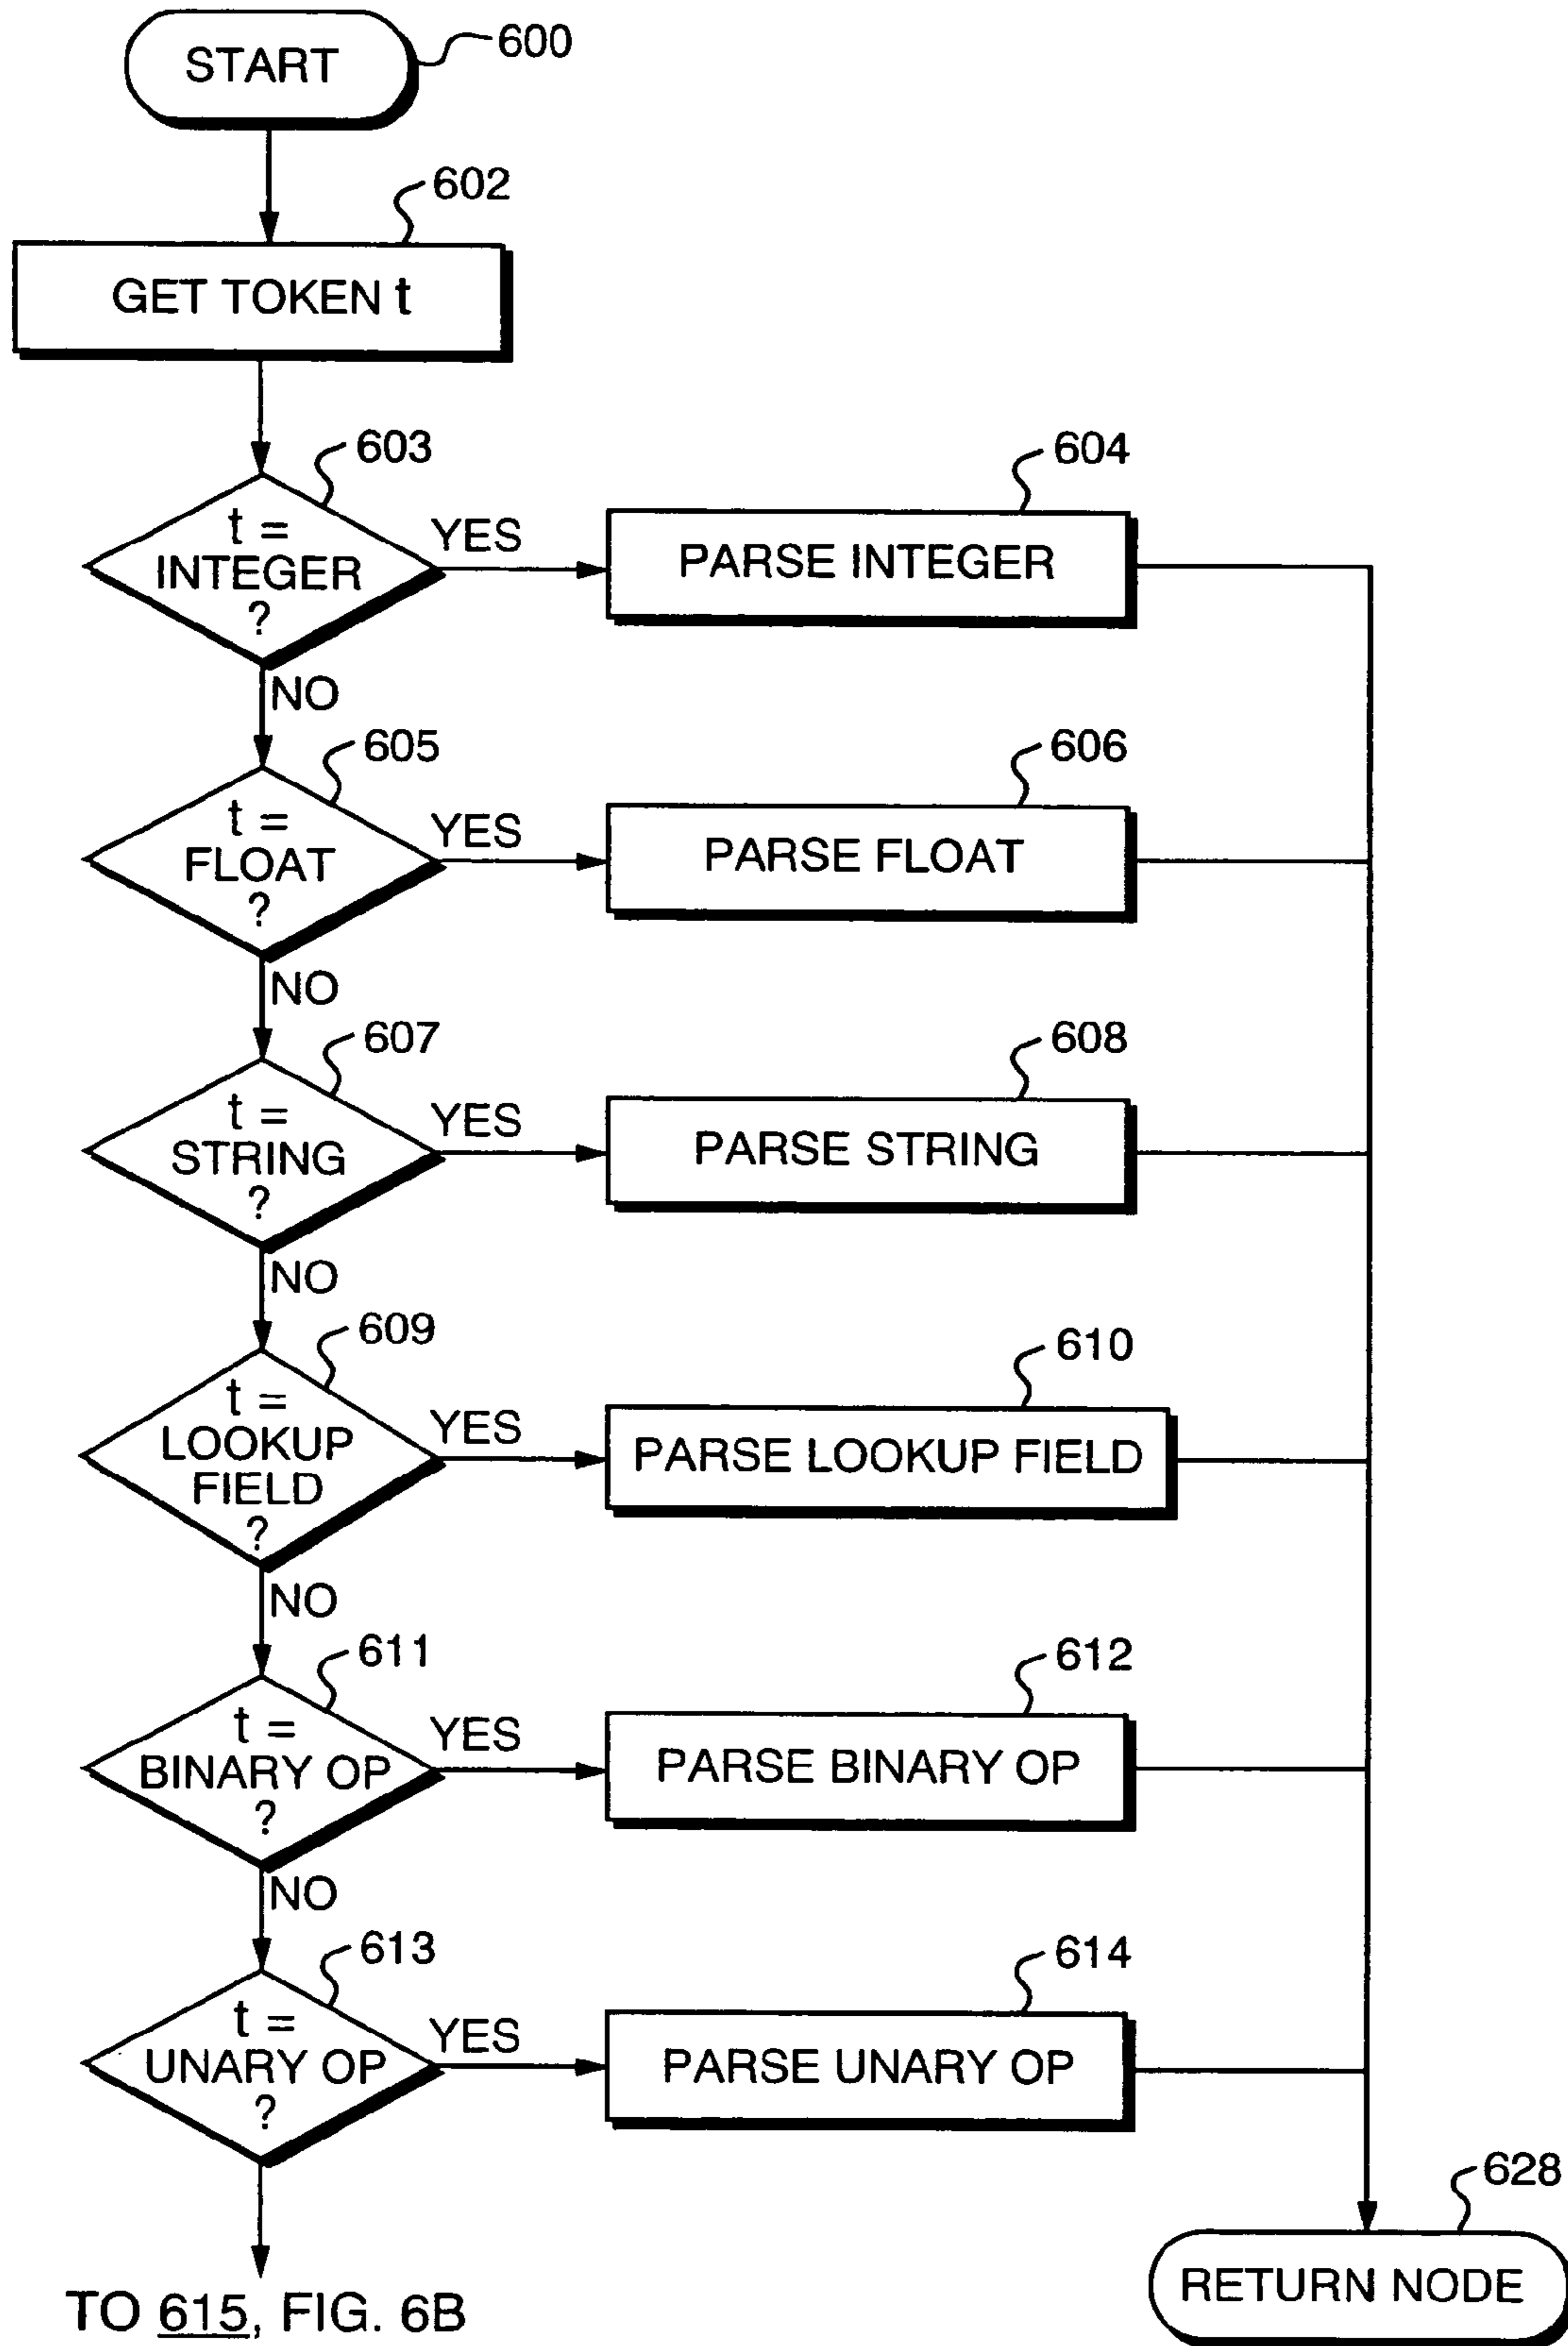 START
600
602
GET TOKEN t
603
604
t =
INTEGER
?
YES
PARSE INTEGER
NO
605
606
t =
FLOAT
?
YES
PARSE FLOAT
NO
607
608
t =
STRING
?
YES
PARSE STRING
NO
609
610
t =
LOOKUP
FIELD
?
YES
PARSE LOOKUP FIELD
NO
611
612
t =
BINARY OP
?
YES
PARSE BINARY OP
NO
613
614
t =
UNARY OP
?
YES
PARSE UNARY OP
628
RETURN NODE
TO 615, FIG. 6B